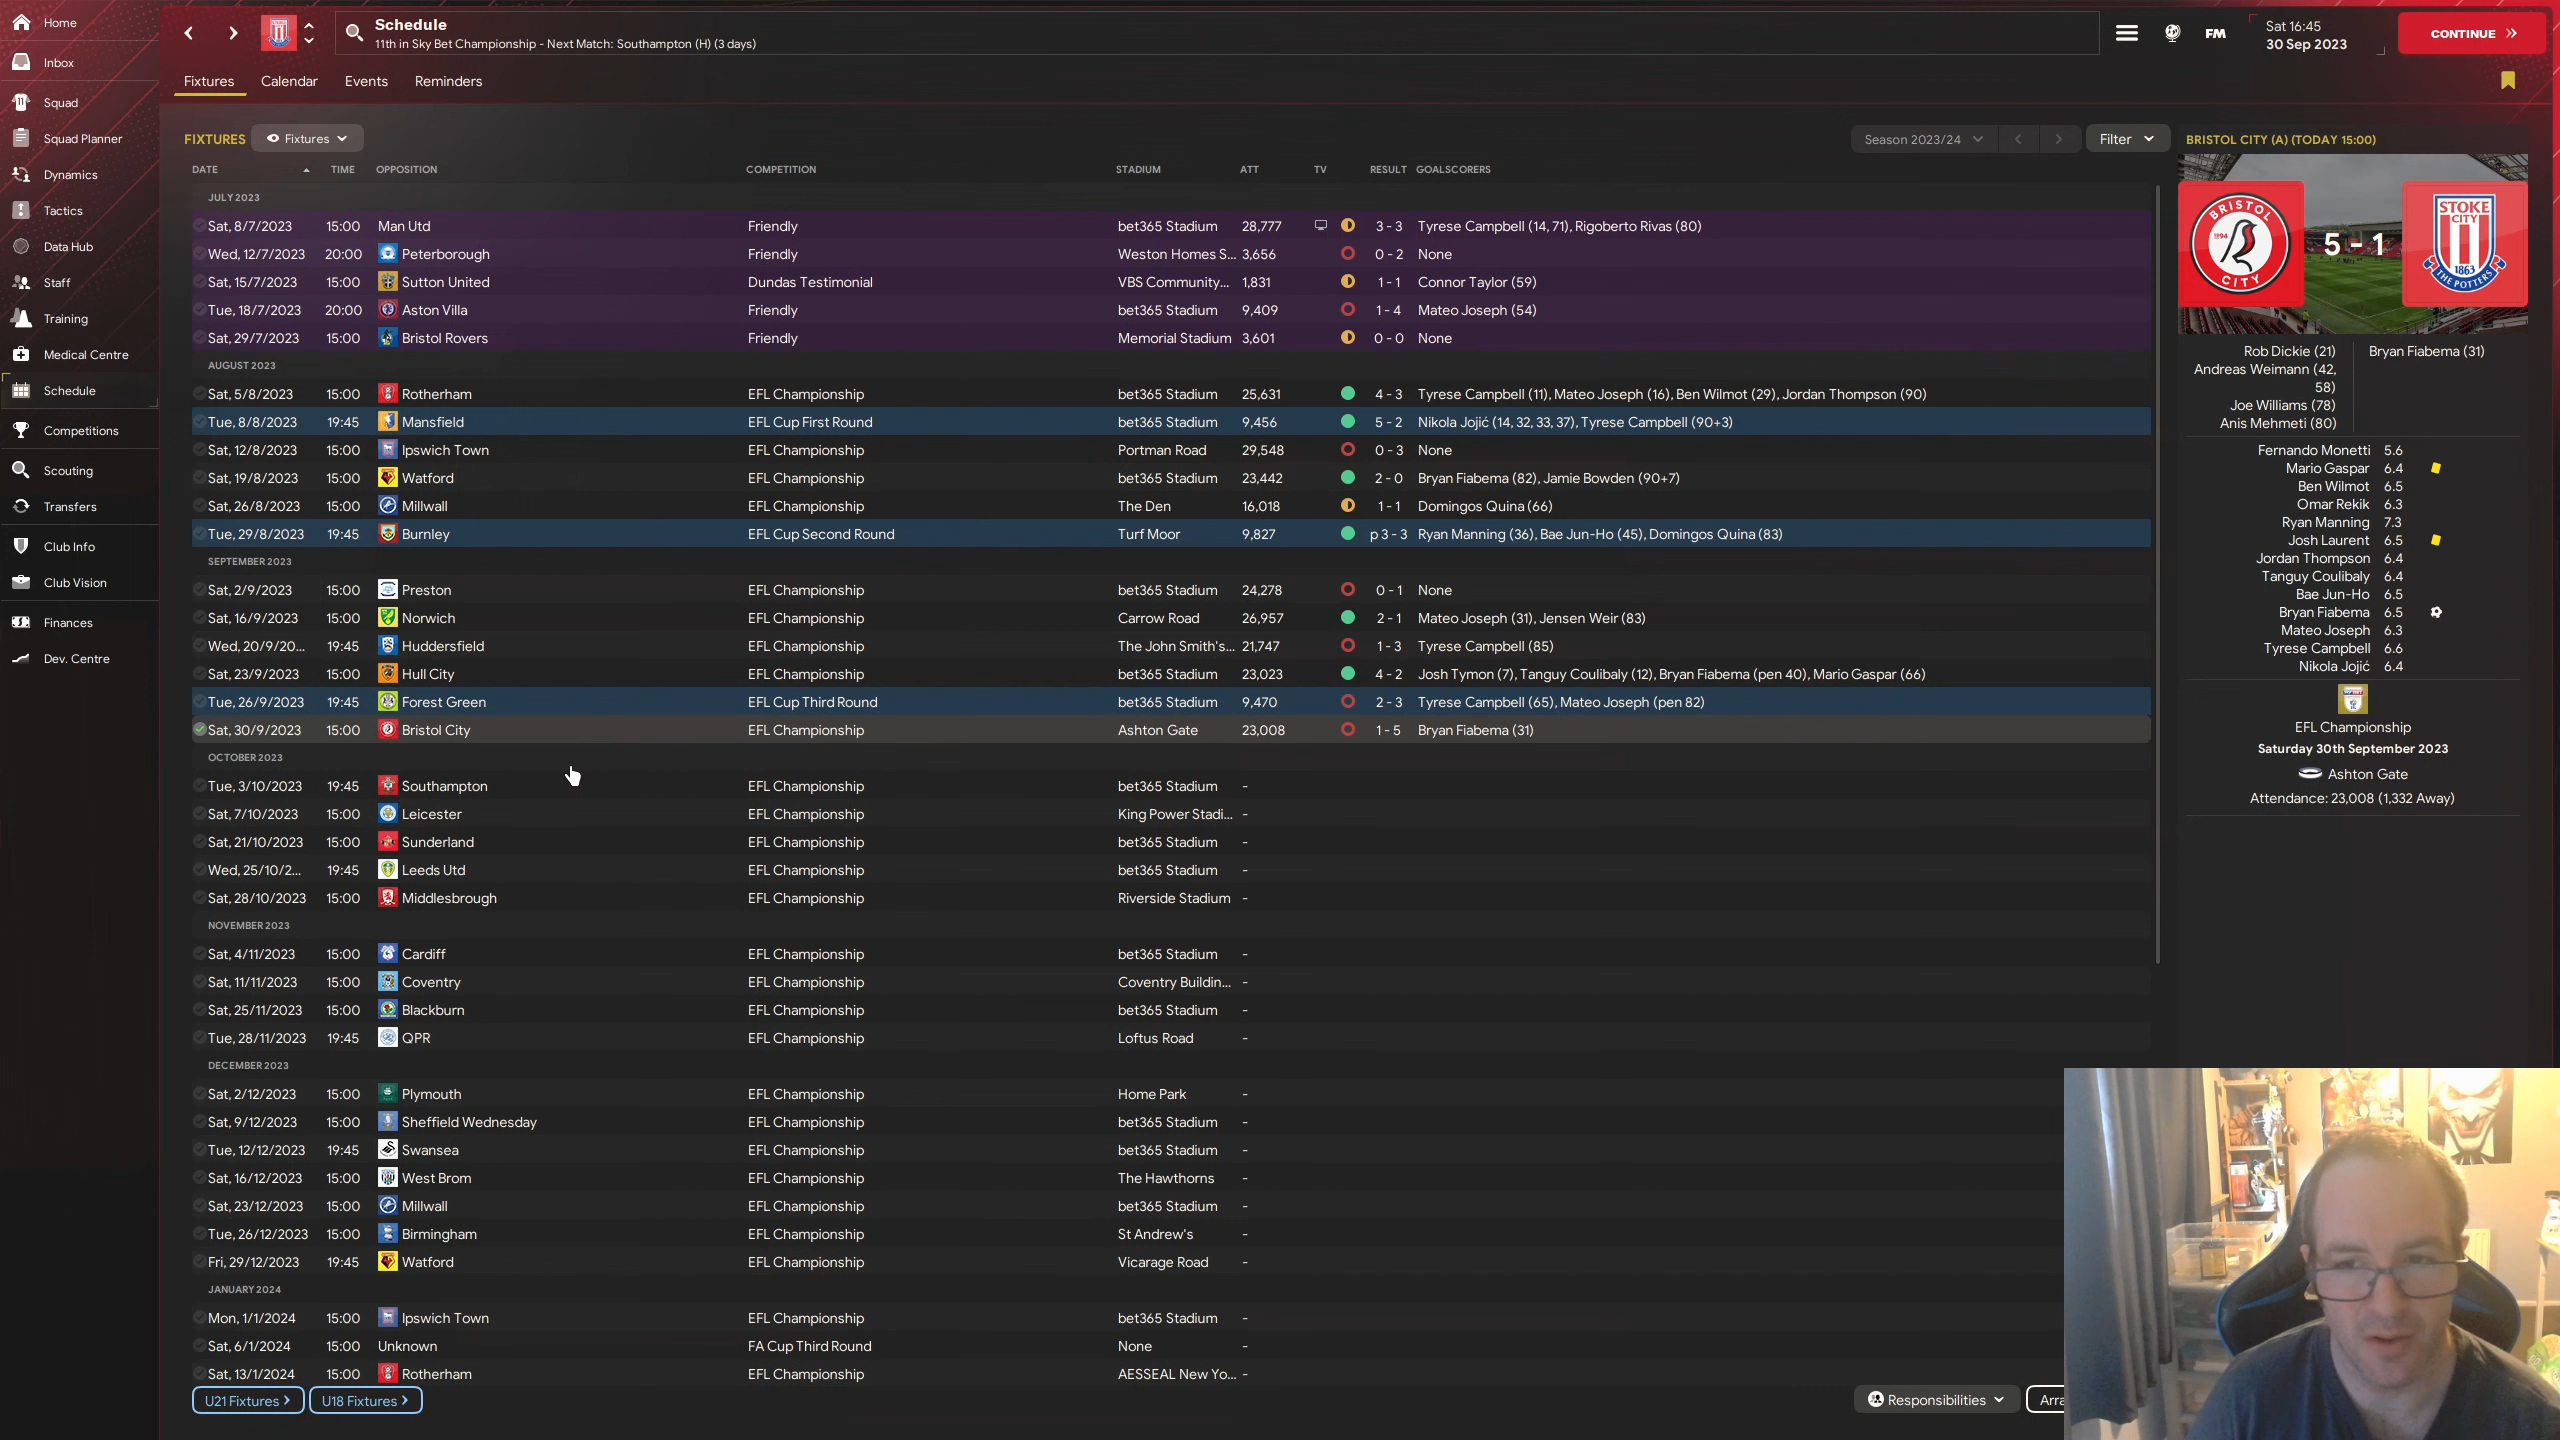 Home
Inbox
Squad
Squad Planner
Dynamics
Tactics
Data Hub
Staff
Training
Medical Centre
Schedule
Competitions
Scouting
Transfers
Club Info
Club Vision
Finances
Dev. Centre
Schedule
11th in Sky Bet Championship - Next Match: Southampton (H) (3 days)
FM
Sat 16:45
30 Sep 2023
CONTINUE
Fixtures Calendar Events Reminders
FIXTURES Fixtures Season 2023/24 Filter
DATE TIME OPPOSITION COMPETITION STADIUM ATT TV RESULT GOALSCORERS
JULY 2023
Sat, 8/7/2023 15:00 Man Utd Friendly bet365 Stadium 28,777 3 - 3 Tyrese Campbell (14, 71), Rigoberto Rivas (80)
Wed, 12/7/2023 20:00 Peterborough Friendly Weston Homes S... 3,656 0 - 2 None
Sat, 15/7/2023 15:00 Sutton United Dundas Testimonial VBS Community... 1,831 1 - 1 Connor Taylor (59)
Tue, 18/7/2023 20:00 Aston Villa Friendly bet365 Stadium 9,409 1 - 4 Mateo Joseph (54)
Sat, 29/7/2023 15:00 Bristol Rovers Friendly Memorial Stadium 3,601 0 - 0 None
AUGUST 2023
Sat, 5/8/2023 15:00 Rotherham EFL Championship bet365 Stadium 25,631 4 - 3 Tyrese Campbell (11), Mateo Joseph (16), Ben Wilmot (29), Jordan Thompson (90)
Tue, 8/8/2023 19:45 Mansfield EFL Cup First Round bet365 Stadium 9,456 5 - 2 Nikola Jojić (14, 32, 33, 37), Tyrese Campbell (90+3)
Sat, 12/8/2023 15:00 Ipswich Town EFL Championship Portman Road 29,548 0 - 3 None
Sat, 19/8/2023 15:00 Watford EFL Championship bet365 Stadium 23,442 2 - 0 Bryan Fiabema (82), Jamie Bowden (90+7)
Sat, 26/8/2023 15:00 Millwall EFL Championship The Den 16,018 1 - 1 Domingos Quina (66)
Tue, 29/8/2023 19:45 Burnley EFL Cup Second Round Turf Moor 9,827 p 3 - 3 Ryan Manning (36), Bae Jun-Ho (45), Domingos Quina (83)
SEPTEMBER 2023
Sat, 2/9/2023 15:00 Preston EFL Championship bet365 Stadium 24,278 0 - 1 None
Sat, 16/9/2023 15:00 Norwich EFL Championship Carrow Road 26,957 2 - 1 Mateo Joseph (31), Jensen Weir (83)
Wed, 20/9/20... 19:45 Huddersfield EFL Championship The John Smith's... 21,747 1 - 3 Tyrese Campbell (85)
Sat, 23/9/2023 15:00 Hull City EFL Championship bet365 Stadium 23,023 4 - 2 Josh Tymon (7), Tanguy Coulibaly (12), Bryan Fiabema (pen 40), Mario Gaspar (66)
Tue, 26/9/2023 19:45 Forest Green EFL Cup Third Round bet365 Stadium 9,470 2 - 3 Tyrese Campbell (65), Mateo Joseph (pen 82)
Sat, 30/9/2023 15:00 Bristol City EFL Championship Ashton Gate 23,008 1 - 5 Bryan Fiabema (31)
OCTOBER 2023
Tue, 3/10/2023 19:45 Southampton EFL Championship bet365 Stadium -
Sat, 7/10/2023 15:00 Leicester EFL Championship King Power Stadi... -
Sat, 21/10/2023 15:00 Sunderland EFL Championship bet365 Stadium -
Wed, 25/10/2... 19:45 Leeds Utd EFL Championship bet365 Stadium -
Sat, 28/10/2023 15:00 Middlesbrough EFL Championship Riverside Stadium -
NOVEMBER 2023
Sat, 4/11/2023 15:00 Cardiff EFL Championship bet365 Stadium -
Sat, 11/11/2023 15:00 Coventry EFL Championship Coventry Buildin... -
Sat, 25/11/2023 15:00 Blackburn EFL Championship bet365 Stadium -
Tue, 28/11/2023 19:45 QPR EFL Championship Loftus Road -
DECEMBER 2023
Sat, 2/12/2023 15:00 Plymouth EFL Championship Home Park -
Sat, 9/12/2023 15:00 Sheffield Wednesday EFL Championship bet365 Stadium -
Tue, 12/12/2023 19:45 Swansea EFL Championship bet365 Stadium -
Sat, 16/12/2023 15:00 West Brom EFL Championship The Hawthorns -
Sat, 23/12/2023 15:00 Millwall EFL Championship bet365 Stadium -
Tue, 26/12/2023 15:00 Birmingham EFL Championship St Andrew's -
Fri, 29/12/2023 19:45 Watford EFL Championship Vicarage Road -
JANUARY 2024
Mon, 1/1/2024 15:00 Ipswich Town EFL Championship bet365 Stadium -
Sat, 6/1/2024 15:00 Unknown FA Cup Third Round None -
Sat, 13/1/2024 15:00 Rotherham EFL Championship AESSEAL New Yo... -
U21 Fixtures U18 Fixtures Responsibilities Arra
BRISTOL CITY (A) (TODAY 15:00)
BRISTOL
1894
CITY
5 - 1
STOKE
CITY
1863
THE POTTERS
Rob Dickie (21) Bryan Fiabema (31)
Andreas Weimann (42,
58)
Joe Williams (78)
Anis Mehmeti (80)
Fernando Monetti 5.6
Mario Gaspar 6.4
Ben Wilmot 6.5
Omar Rekik 6.3
Ryan Manning 7.3
Josh Laurent 6.5
Jordan Thompson 6.4
Tanguy Coulibaly 6.4
Bae Jun-Ho 6.5
Bryan Fiabema 6.5
Mateo Joseph 6.3
Tyrese Campbell 6.6
Nikola Jojić 6.4
EFL Championship
Saturday 30th September 2023
Ashton Gate
Attendance: 23,008 (1,332 Away)